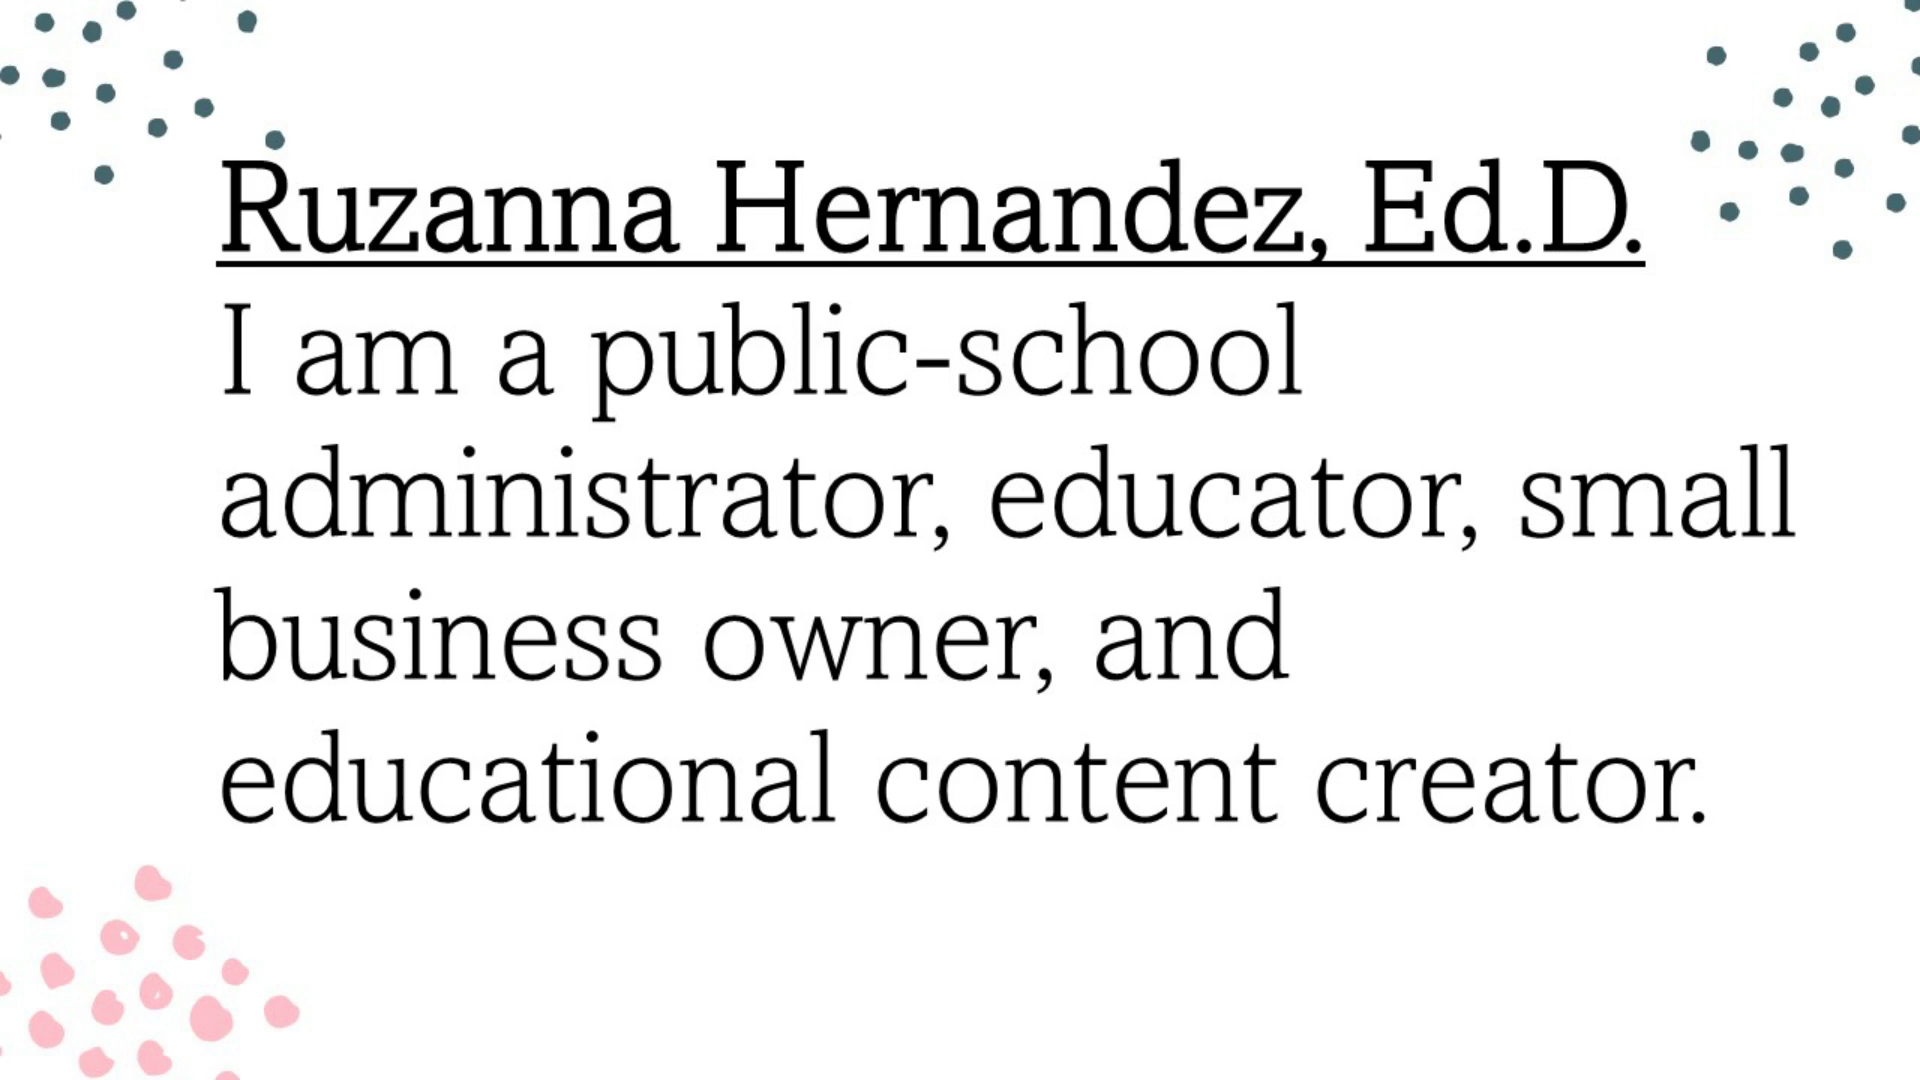 Ruzanna Hernandez, Ed.D.
I am a public-school
administrator, educator, small
business owner, and
educational content creator.